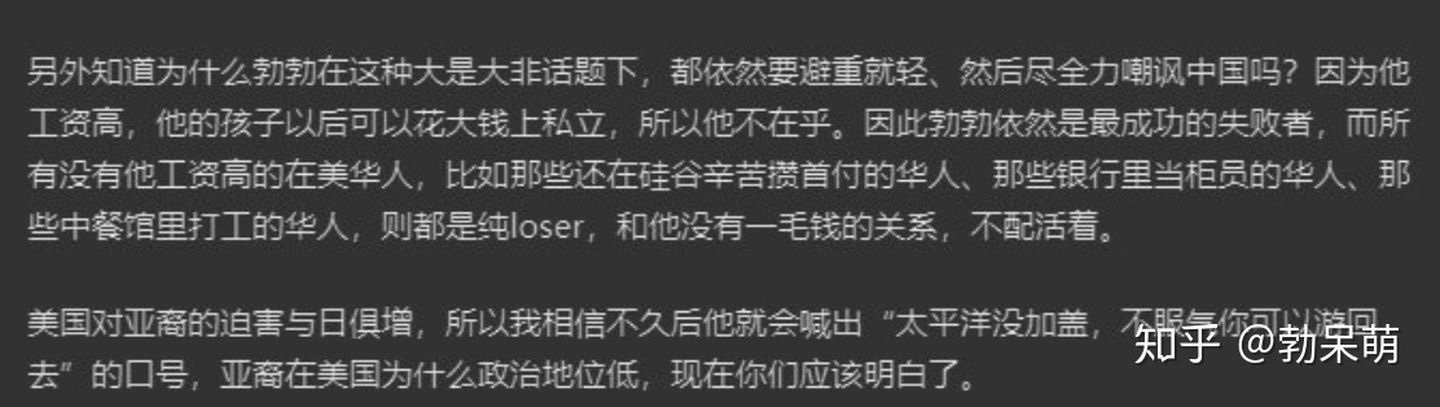 另外知道为什么勃勃在这种大是大非话题下，都依然要避重就轻、然后尽全力嘲讽中国吗？因为他
工资高，他的孩子以后可以花大钱上私立，所以他不在乎。因此勃勃依然是最成功的失败者，而所
有没有他工资高的在美华人，比如那些还在硅谷辛苦攒首付的华人、那些银行里当柜员的华人、那
些中餐馆里打工的华人，则都是纯loser，和他没有一毛钱的关系，不配活着。
美国对亚裔的迫害与日俱增，所以我相信不久后他就会喊出“太平洋没加盖，不服气你可以游回
去”的口号，亚裔在美国为什么政治地位低，现在你们应该明白了。
知乎 @勃呆萌